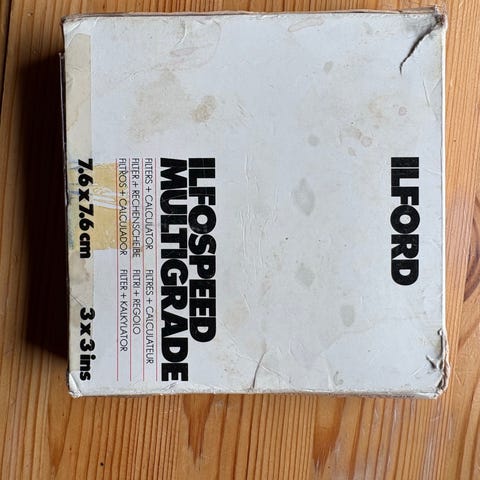 ILFORD
ILFOSPEED
MULTIGRADE
FILTERS + CALCULATOR FILTRES + CALCULATEUR
FILTER + RECHENSCHEIBE FILTRI + REGOLO
FILTROS + CALCULADOR FILTER + KALKYLATOR
7.6 x 7.6 cm 3 x 3 ins